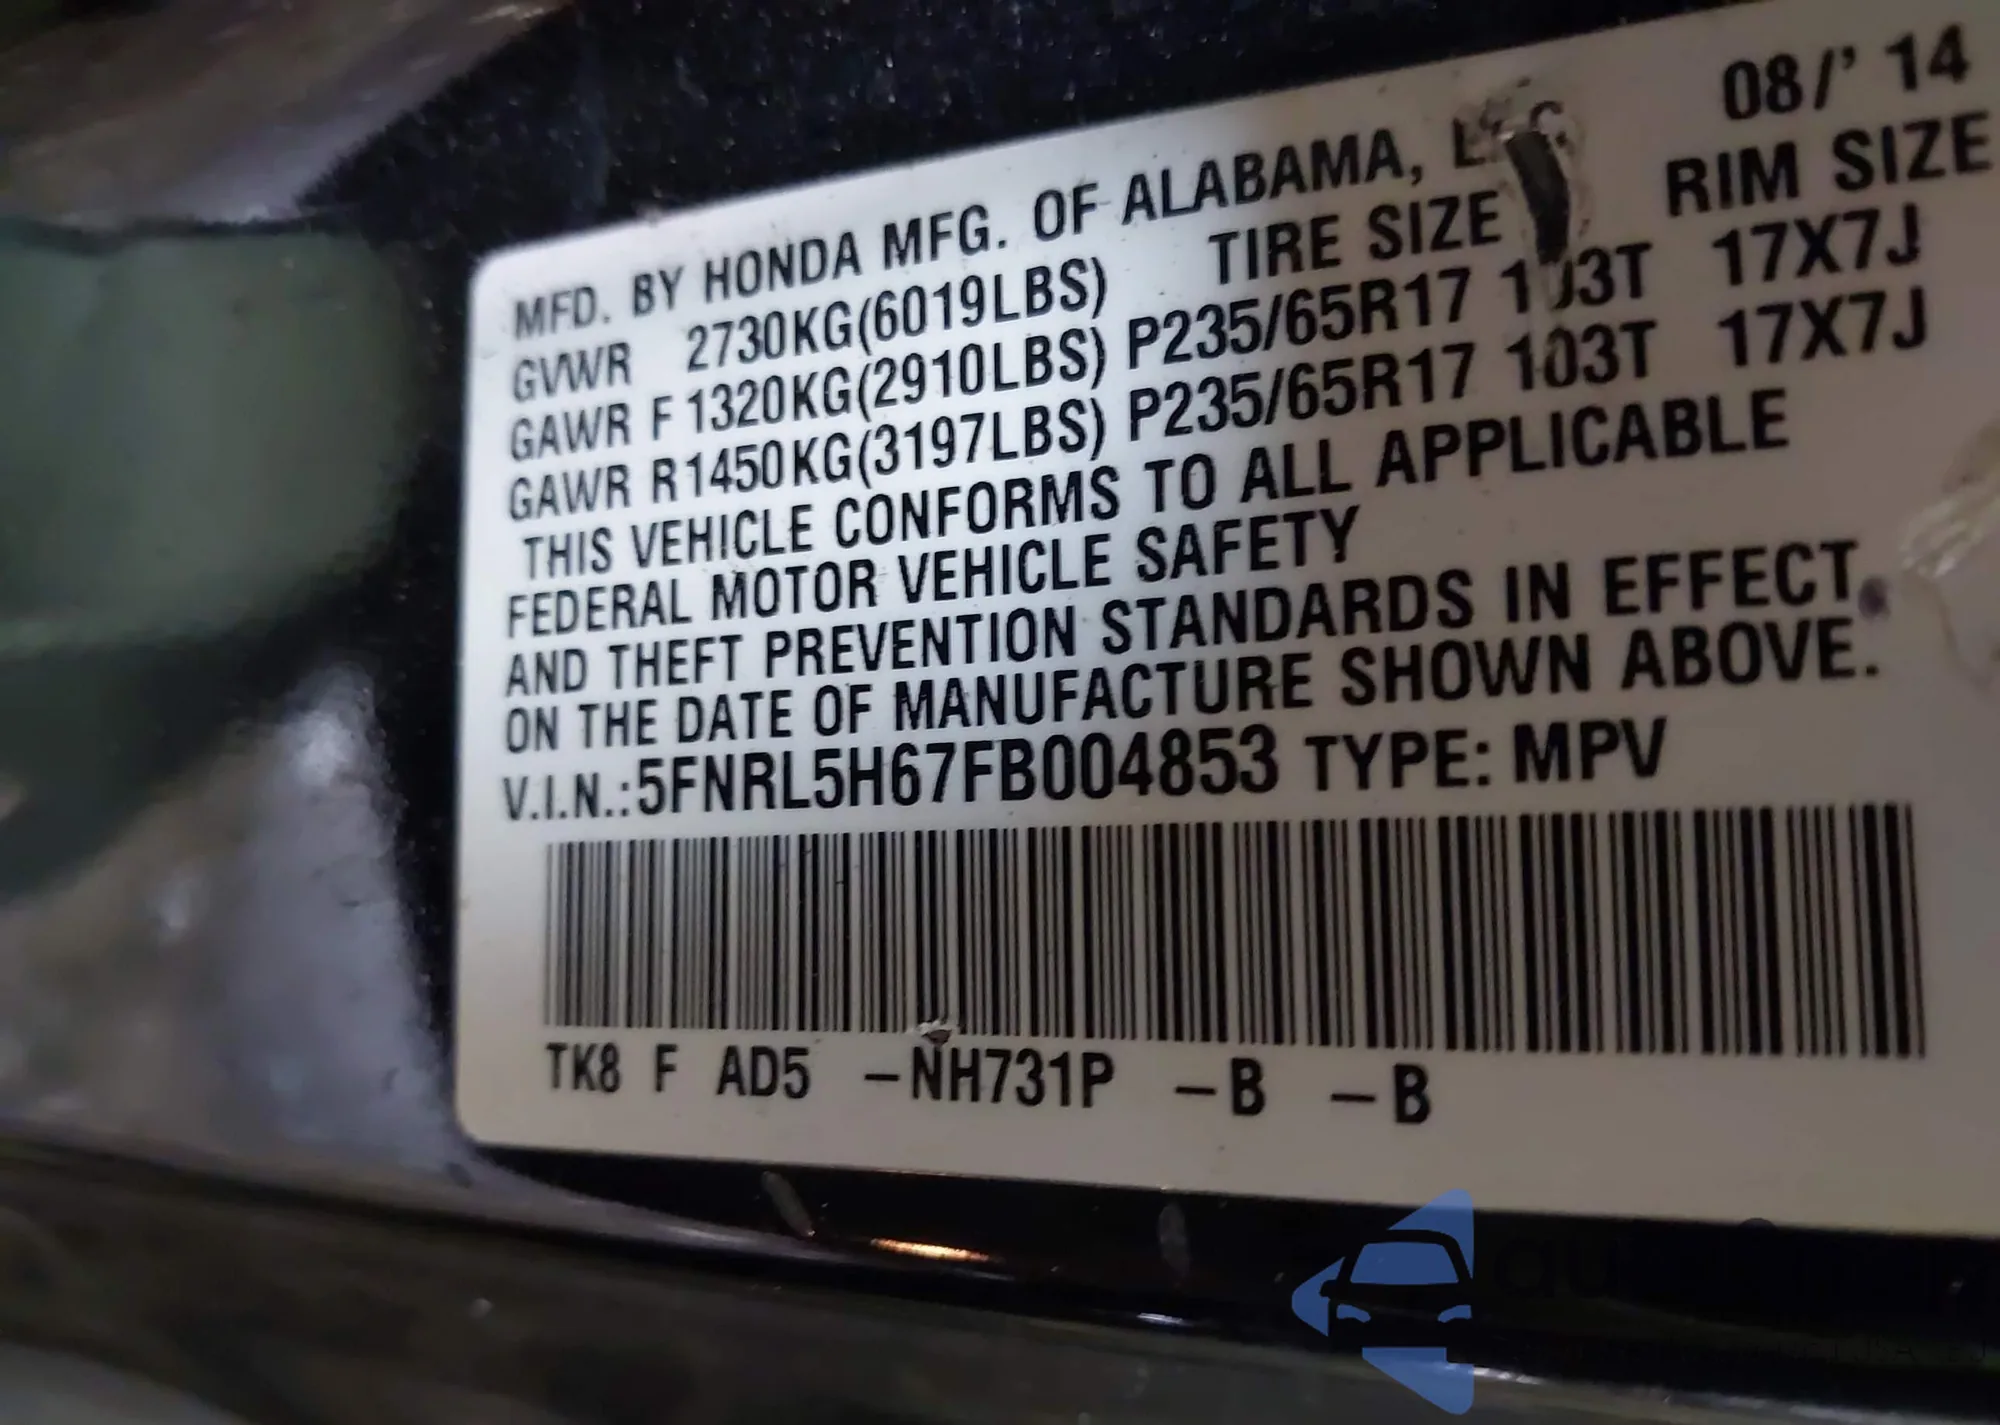 08/' 14
MFD. BY HONDA MFG. OF ALABAMA,
TIRE SIZE RIM SIZE
GVWR 2730KG(6019LBS)
GAWR F 1320KG(2910LBS) P235/65R17 103T 17X7J
GAWR R1450KG(3197LBS) P235/65R17 103T 17X7J
THIS VEHICLE CONFORMS TO ALL APPLICABLE
FEDERAL MOTOR VEHICLE SAFETY
AND THEFT PREVENTION STANDARDS IN EFFECT
ON THE DATE OF MANUFACTURE SHOWN ABOVE.
V.I.N.:5FNRL5H67FB004853 TYPE: MPV
TK8 F AD5 –NH731P –B –B